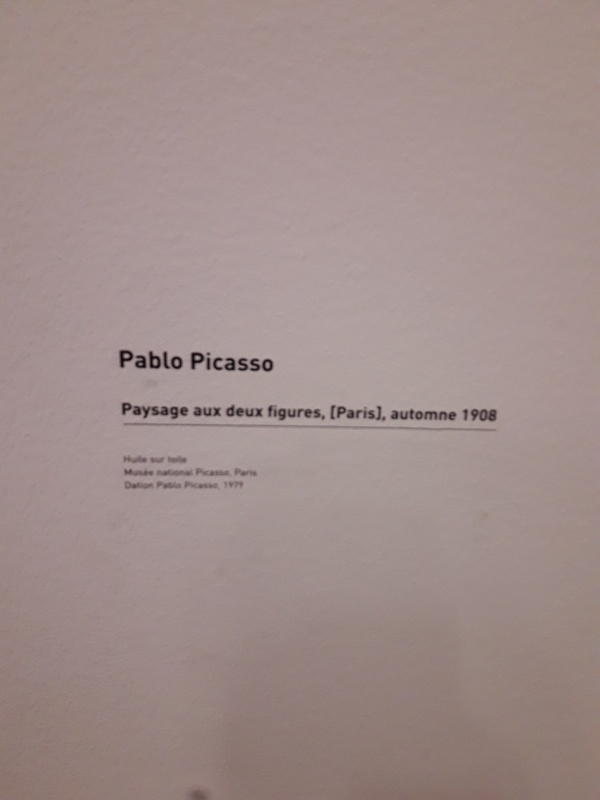 Pablo Picasso
Paysage aux deux figures, [Paris], automne 1908
Huile sur toile
Musée national Picasso, Paris
Dation Pablo Picasso, 1979